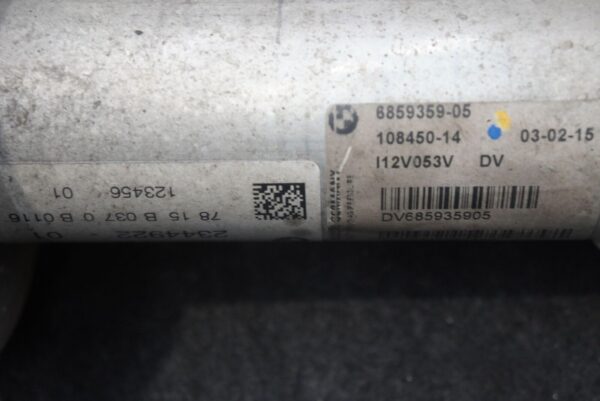 6859359-05
108450-14 03-02-15
I12V053V DV
DV685935905
GERMANY
2344922 01
78 15 B 037 0 B 0116
123456 01